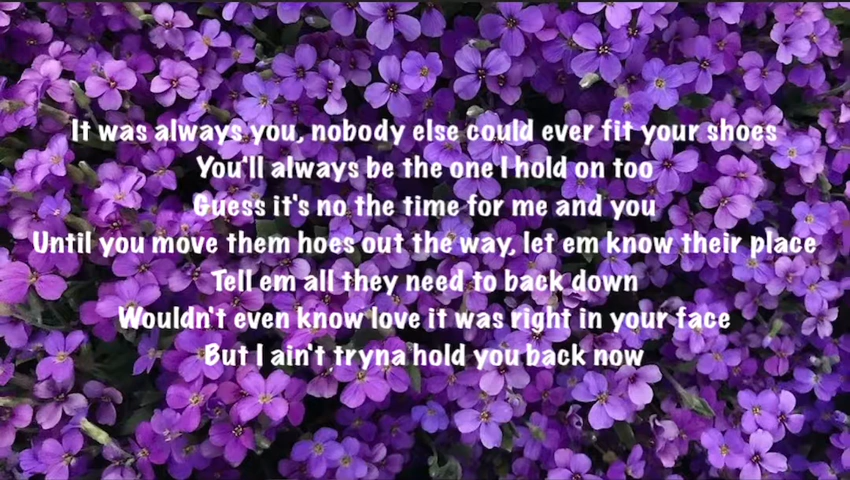 It was always you, nobody else could ever fit your shoes
You'll always be the one I hold on too
Guess it's no the time for me and you
Until you move them hoes out the way, let em know their place
Tell em all they need to back down
Wouldn't even know love it was right in your face
But I ain't tryna hold you back now